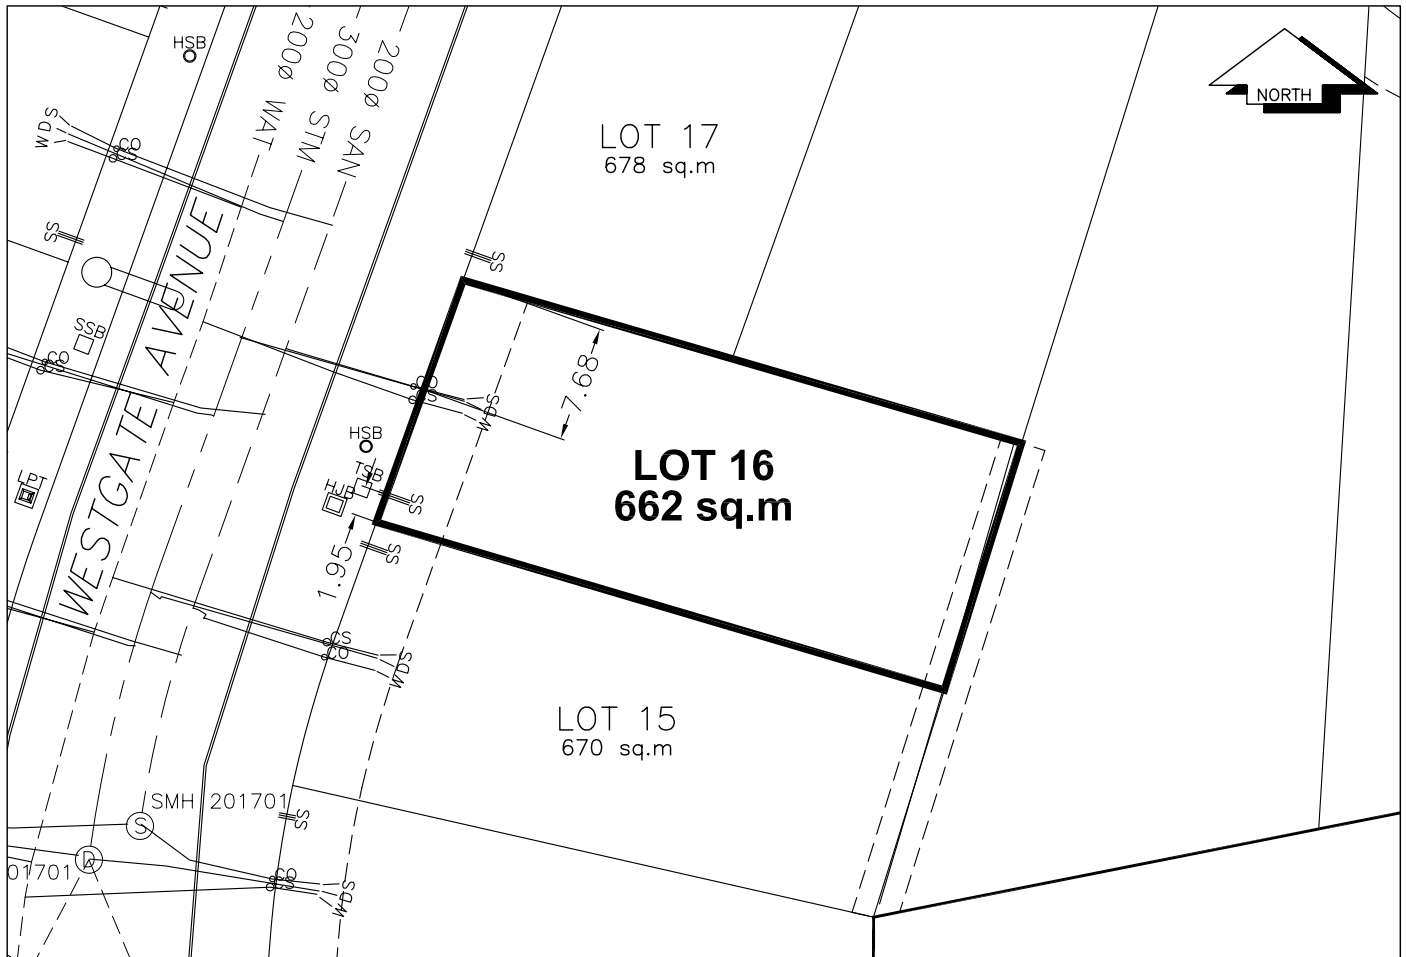 HSB
200ø WAT
300ø STM
200ø SAN
NORTH
LOT 17
678 sq.m
WDS
CO
CS
SS
SS
SSB
WESTGATE AVENUE
CO
CS
CO
CS
WDS
7.68
HSB
LOT 16
662 sq.m
TSB
HJB
LPT
SS
SS
1.95
CS
CO
WDS
LOT 15
670 sq.m
SMH 201701
SS
S
D
01701
CO
CS
WDS